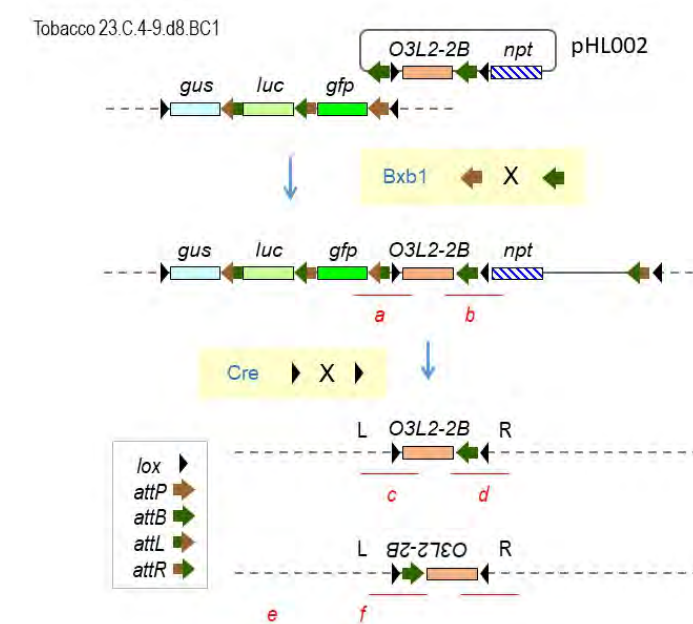 Tobacco 23.C.4-9.d8.BC1
O3L2-2B npt pHL002
gus luc gfp
Bxb1 X
gus luc gfp O3L2-2B npt
a b
Cre X
L O3L2-2B R
c d
lox
attP
attB
attL
attR
L O3L2-2B R
e f